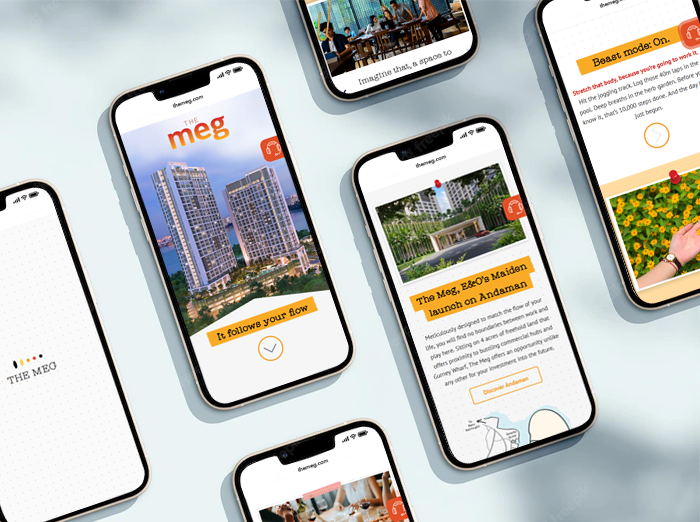 THE MEG
themeg.com
THE
meg
It follows your flow
Imagine that, a space to
themeg.com
The Meg, E&O's Maiden
launch on Andaman
Meticulously designed to match the flow of your
life, you will find no boundaries between work and
play here. Sitting on 4 acres of freehold land that
offers proximity to bustling commercial hubs and
Gurney Wharf, The Meg offers an opportunity unlike
any other for your investment into the future.
Discover Andaman
themeg.com
themeg.com
Beast mode: On.
Stretch that body, because you're going to work it.
Hit the jogging track. Log those 40m laps in the
pool. Deep breaths in the herb garden. Before you
know it, that's 10,000 steps done. And the day has
just begun.